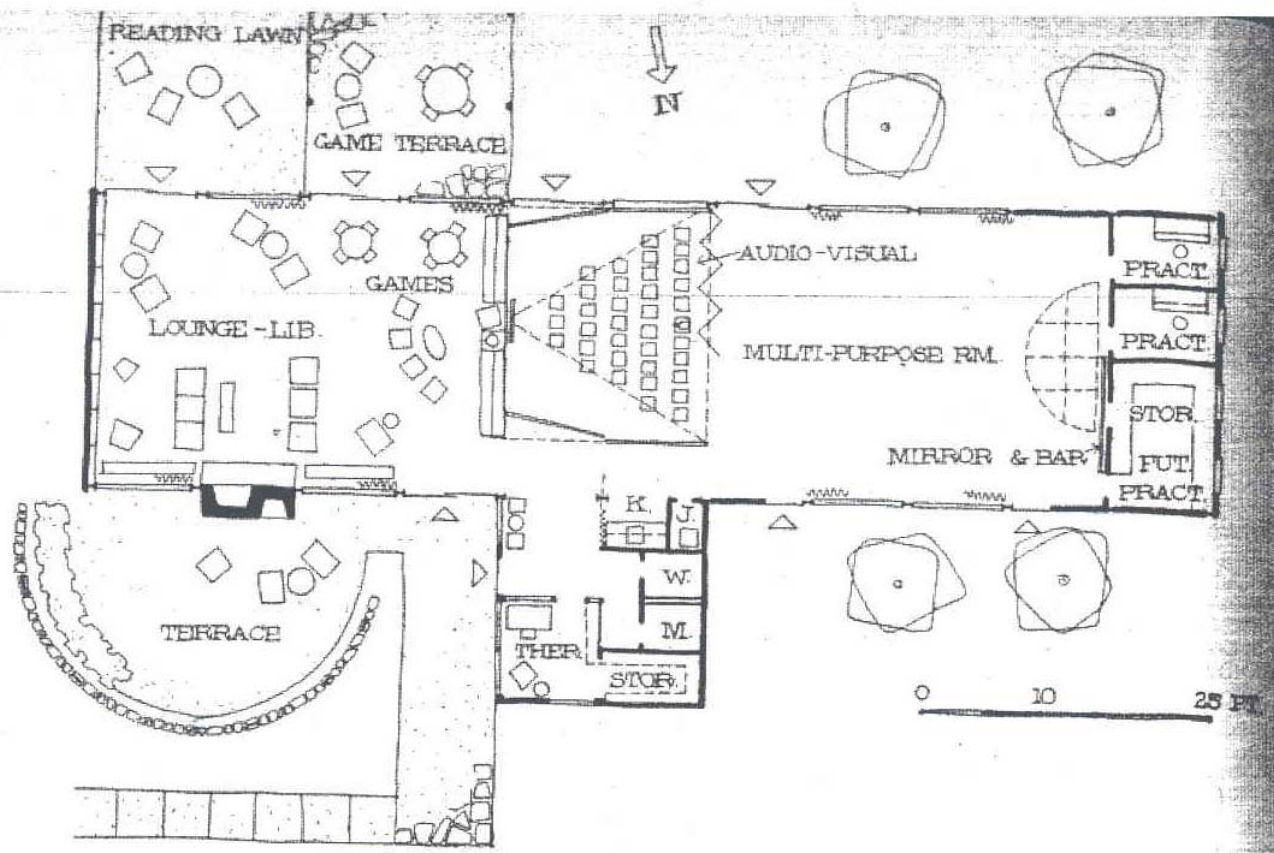 READING LAWN
GAME TERRACE
N
GAMES
LOUNGE-LIB.
AUDIO-VISUAL
MULTI-PURPOSE RM.
PRACT.
PRACT.
STOR.
FUT.
PRACT.
MIRROR & BAR
K.
J.
W.
M.
THER.
STOR.
TERRACE
0 10 25 FT.